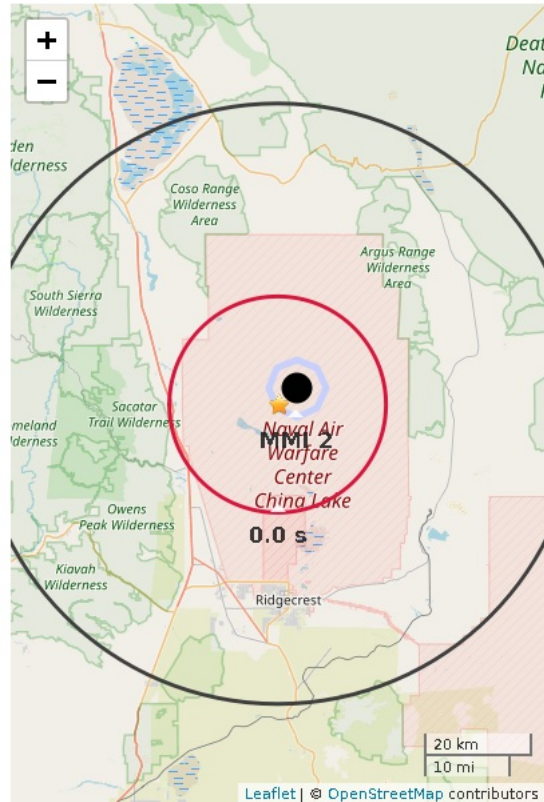 +
−
Deat
Na
den
ilderness
Coso Range
Wilderness
Area
Argus Range
Wilderness
Area
South Sierra
Wilderness
Sacatar
Trail Wilderness
meland
lderness
Naval Air
Warfare
Center
China Lake
MMI 2
Owens
Peak Wilderness
0.0 s
Kiavah
Wilderness
Ridgecrest
20 km
10 mi
Leaflet | © OpenStreetMap contributors